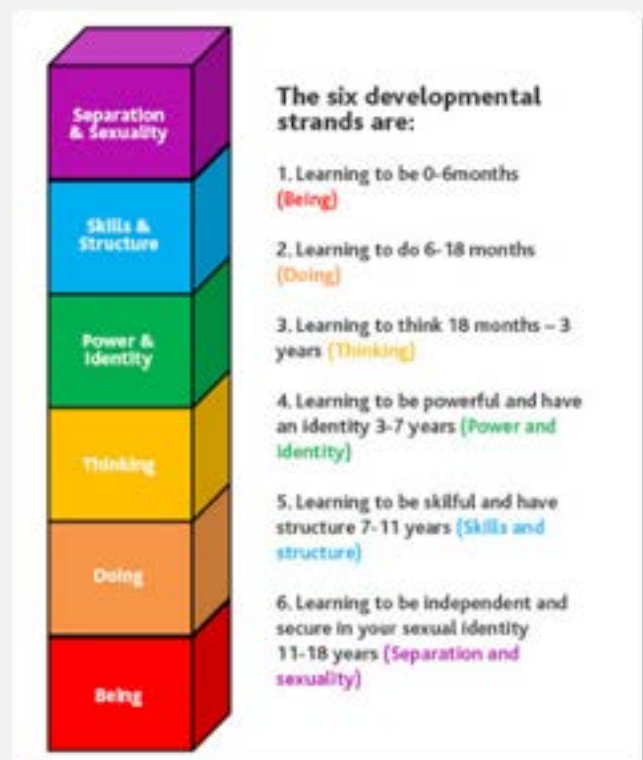 Separation
& Sexuality
Skills &
Structure
Power &
Identity
Thinking
Doing
Being
The six developmental
strands are:
1. Learning to be 0-6months
(Being)
2. Learning to do 6-18 months
(Doing)
3. Learning to think 18 months – 3
years (Thinking)
4. Learning to be powerful and have
an identity 3-7 years (Power and
identity)
5. Learning to be skilful and have
structure 7-11 years (Skills and
structure)
6. Learning to be independent and
secure in your sexual identity
11-18 years (Separation and
sexuality)